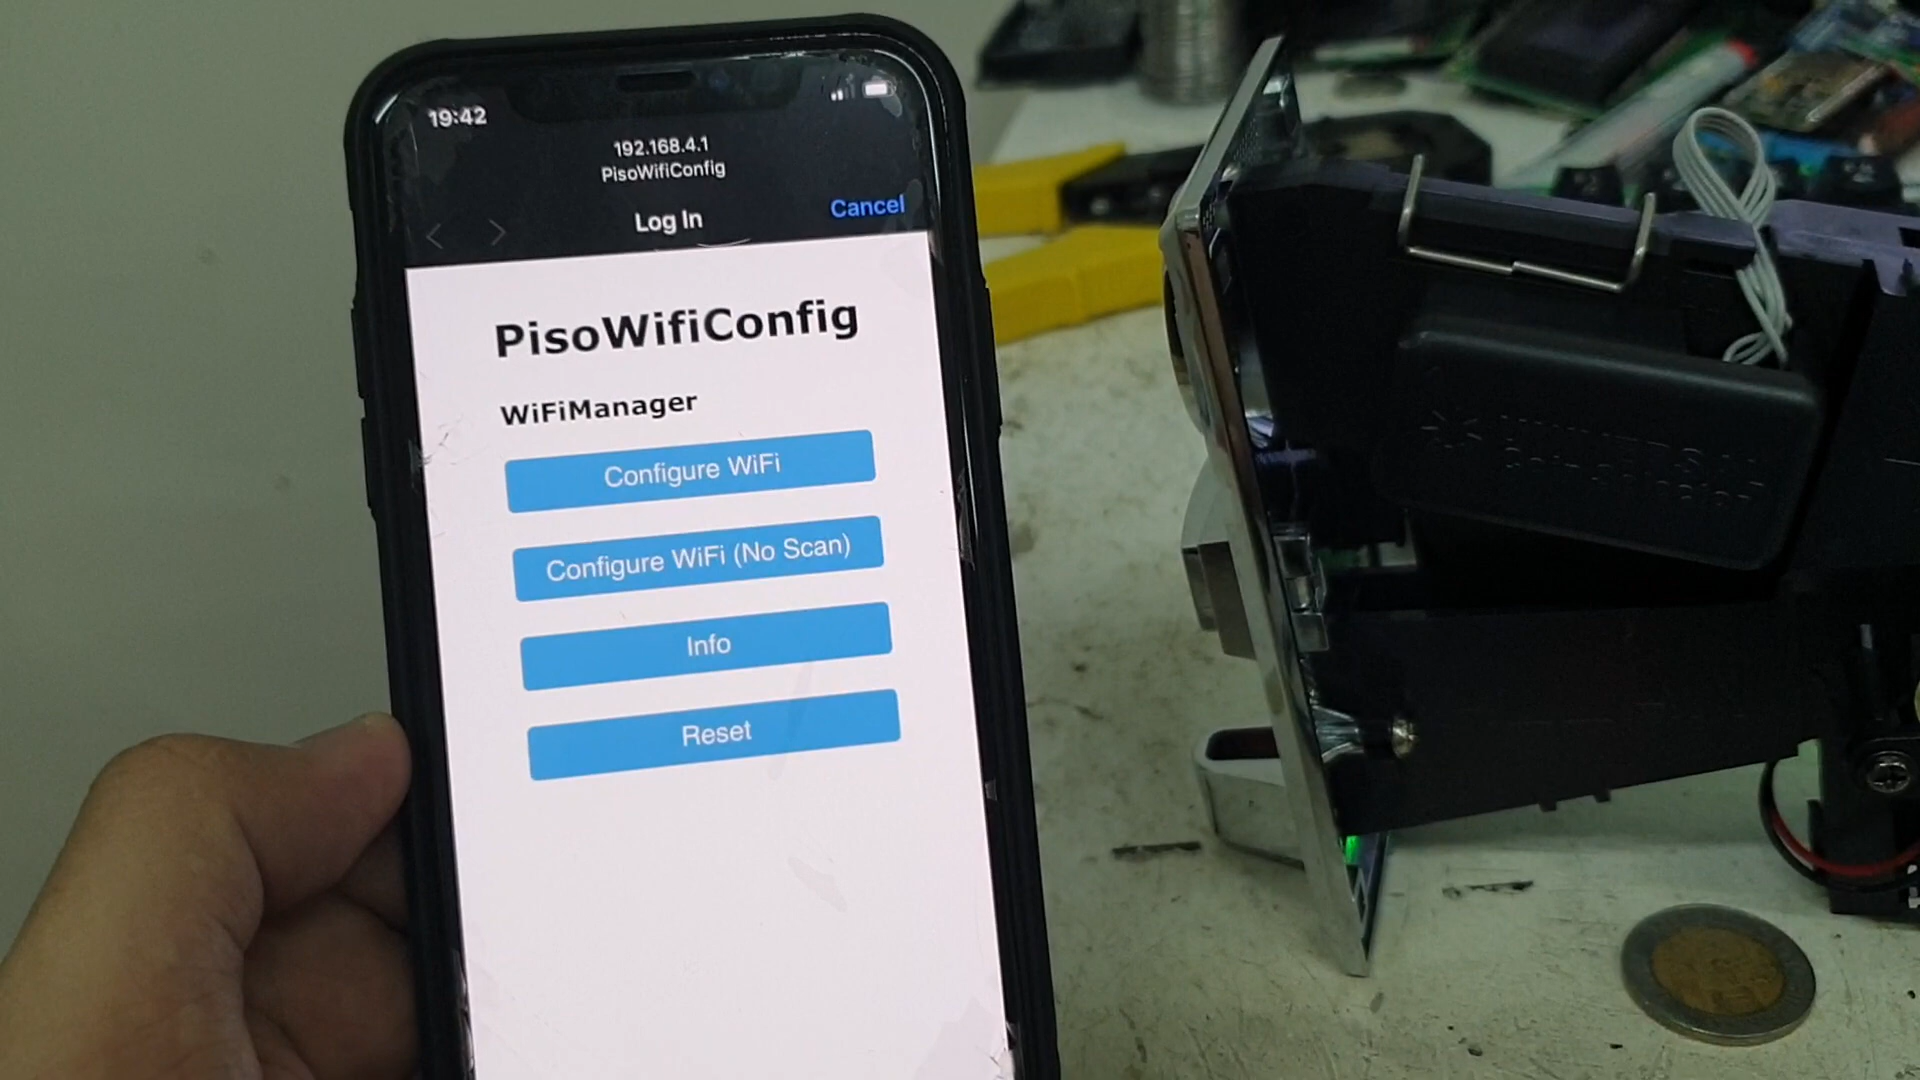 19:42
192.168.4.1
PisoWifiConfig
Log In
Cancel
PisoWifiConfig
WiFiManager
Configure WiFi
Configure WiFi (No Scan)
Info
Reset